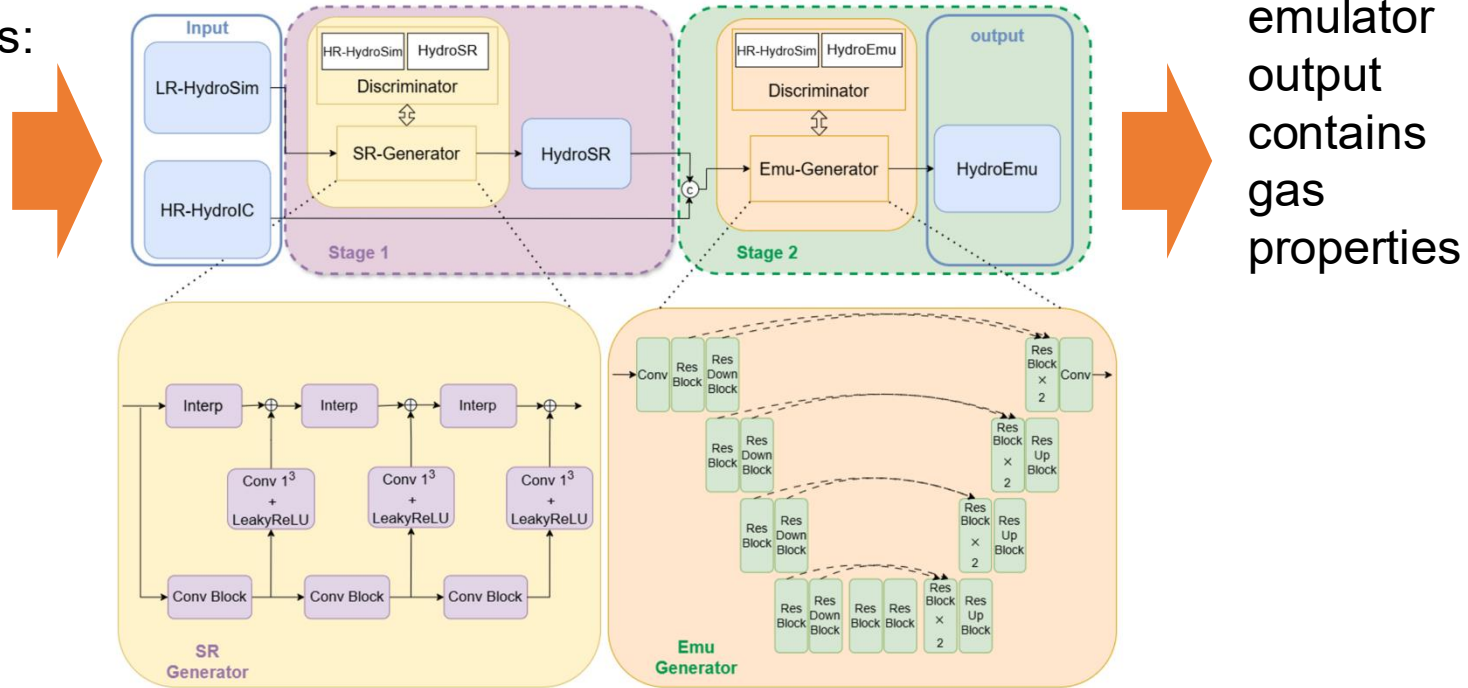 s:
Input
LR-HydroSim
HR-HydroIC
HR-HydroSim
HydroSR
Discriminator
SR-Generator
HydroSR
Stage 1
C
HR-HydroSim
HydroEmu
Discriminator
Emu-Generator
Stage 2
output
HydroEmu
emulator
output
contains
gas
properties
Interp
Interp
Interp
Conv 1³
+
LeakyReLU
Conv 1³
+
LeakyReLU
Conv 1³
+
LeakyReLU
Conv Block
Conv Block
Conv Block
SR
Generator
Conv
Res
Block
Res
Down
Block
Res
Block
×
2
Conv
Res
Block
Res
Down
Block
Res
Block
×
2
Res
Up
Block
Res
Block
Res
Down
Block
Res
Block
×
2
Res
Up
Block
Res
Block
Res
Down
Block
Res
Block
Res
Block
Res
Block
×
2
Res
Up
Block
Emu
Generator